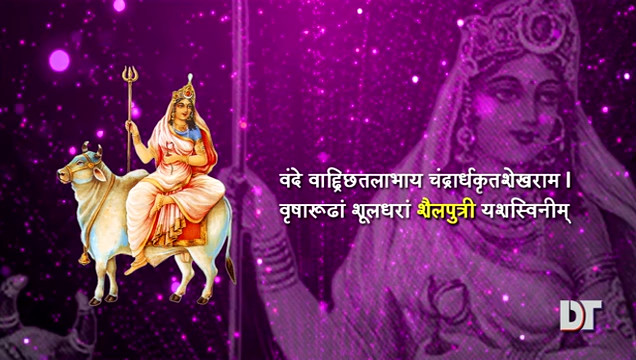 वंदे वाद्रिछतलाभाय चंद्रार्धकृतशेखराम ।
वृषारूढां शूलधरां शैलपुत्री यशस्विनीम्
DT